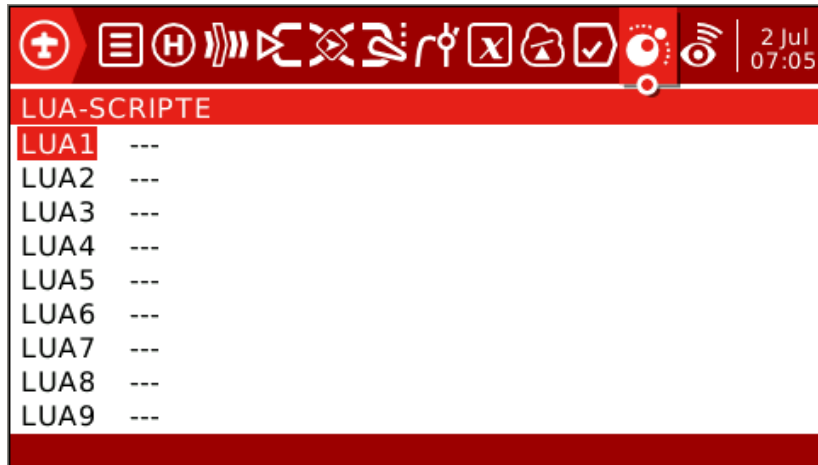 2 Jul
07:05
LUA-SCRIPTE
LUA1 ---
LUA2 ---
LUA3 ---
LUA4 ---
LUA5 ---
LUA6 ---
LUA7 ---
LUA8 ---
LUA9 ---